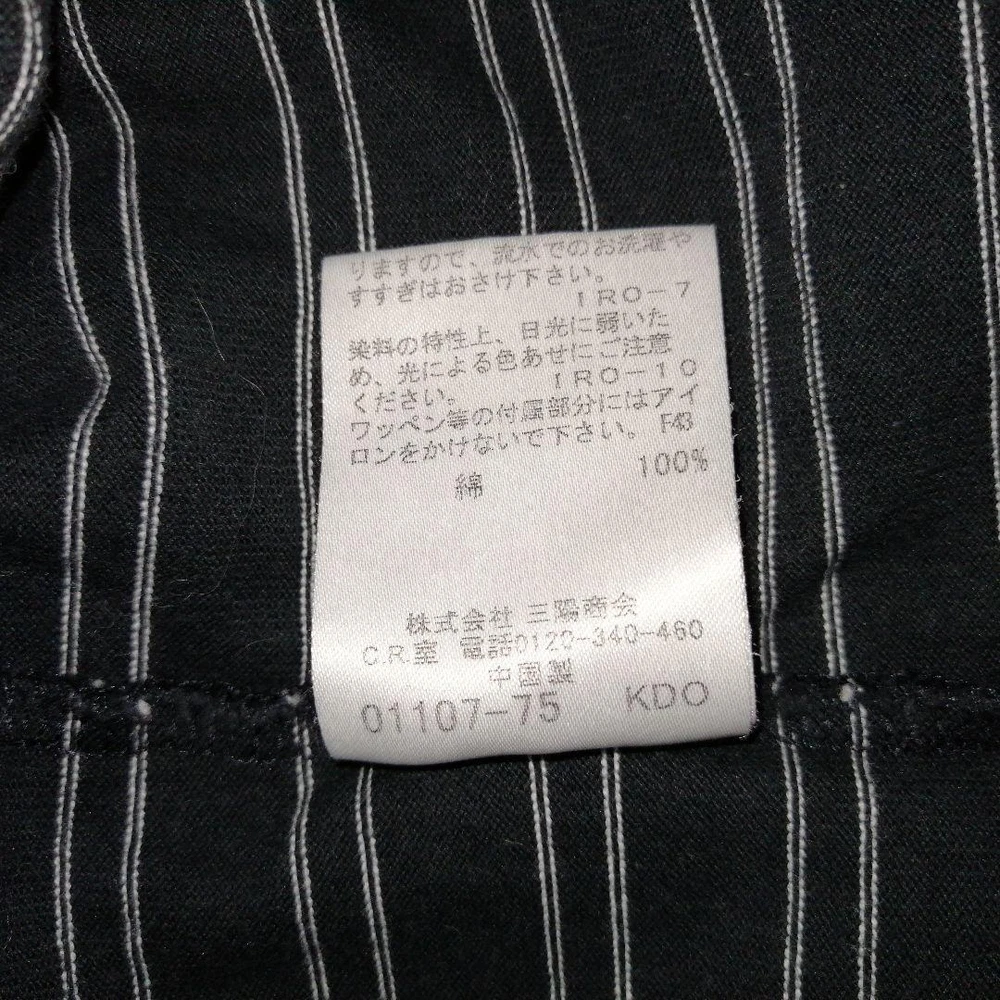 りますので、流水でのお洗濯や
すすぎはおさけ下さい。
IRO-7
染料の特性上、日光に弱いた
め、光による色あせにご注意
ください。 IRO-10
ワッペン等の付属部分にはアイ
ロンをかけないで下さい。 F43
綿 100%
株式会社 三陽商会
C.R.室 電話0120-340-460
中国製
01107-75 KDO